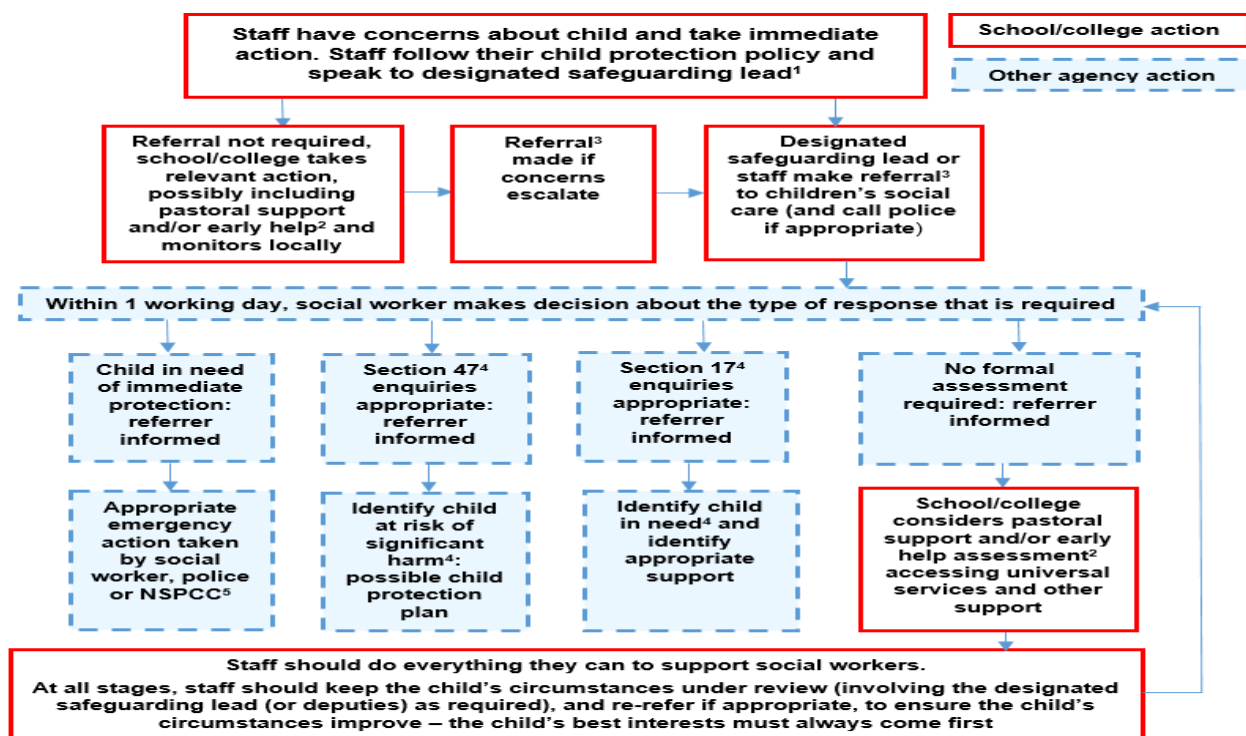 Staff have concerns about child and take immediate
action. Staff follow their child protection policy and
speak to designated safeguarding lead¹
School/college action
Other agency action
Referral not required,
school/college takes
relevant action,
possibly including
pastoral support
and/or early help² and
monitors locally
Referral³
made if
concerns
escalate
Designated
safeguarding lead or
staff make referral³
to children’s social
care (and call police
if appropriate)
Within 1 working day, social worker makes decision about the type of response that is required
Child in need
of immediate
protection:
referrer
informed
Section 47⁴
enquiries
appropriate:
referrer
informed
Section 17⁴
enquiries
appropriate:
referrer
informed
No formal
assessment
required: referrer
informed
Appropriate
emergency
action taken
by social
worker, police
or NSPCC⁵
Identify child
at risk of
significant
harm⁴:
possible child
protection
plan
Identify child
in need⁴ and
identify
appropriate
support
School/college
considers pastoral
support and/or early
help assessment²
accessing universal
services and other
support
Staff should do everything they can to support social workers.
At all stages, staff should keep the child’s circumstances under review (involving the designated
safeguarding lead (or deputies) as required), and re-refer if appropriate, to ensure the child’s
circumstances improve – the child’s best interests must always come first